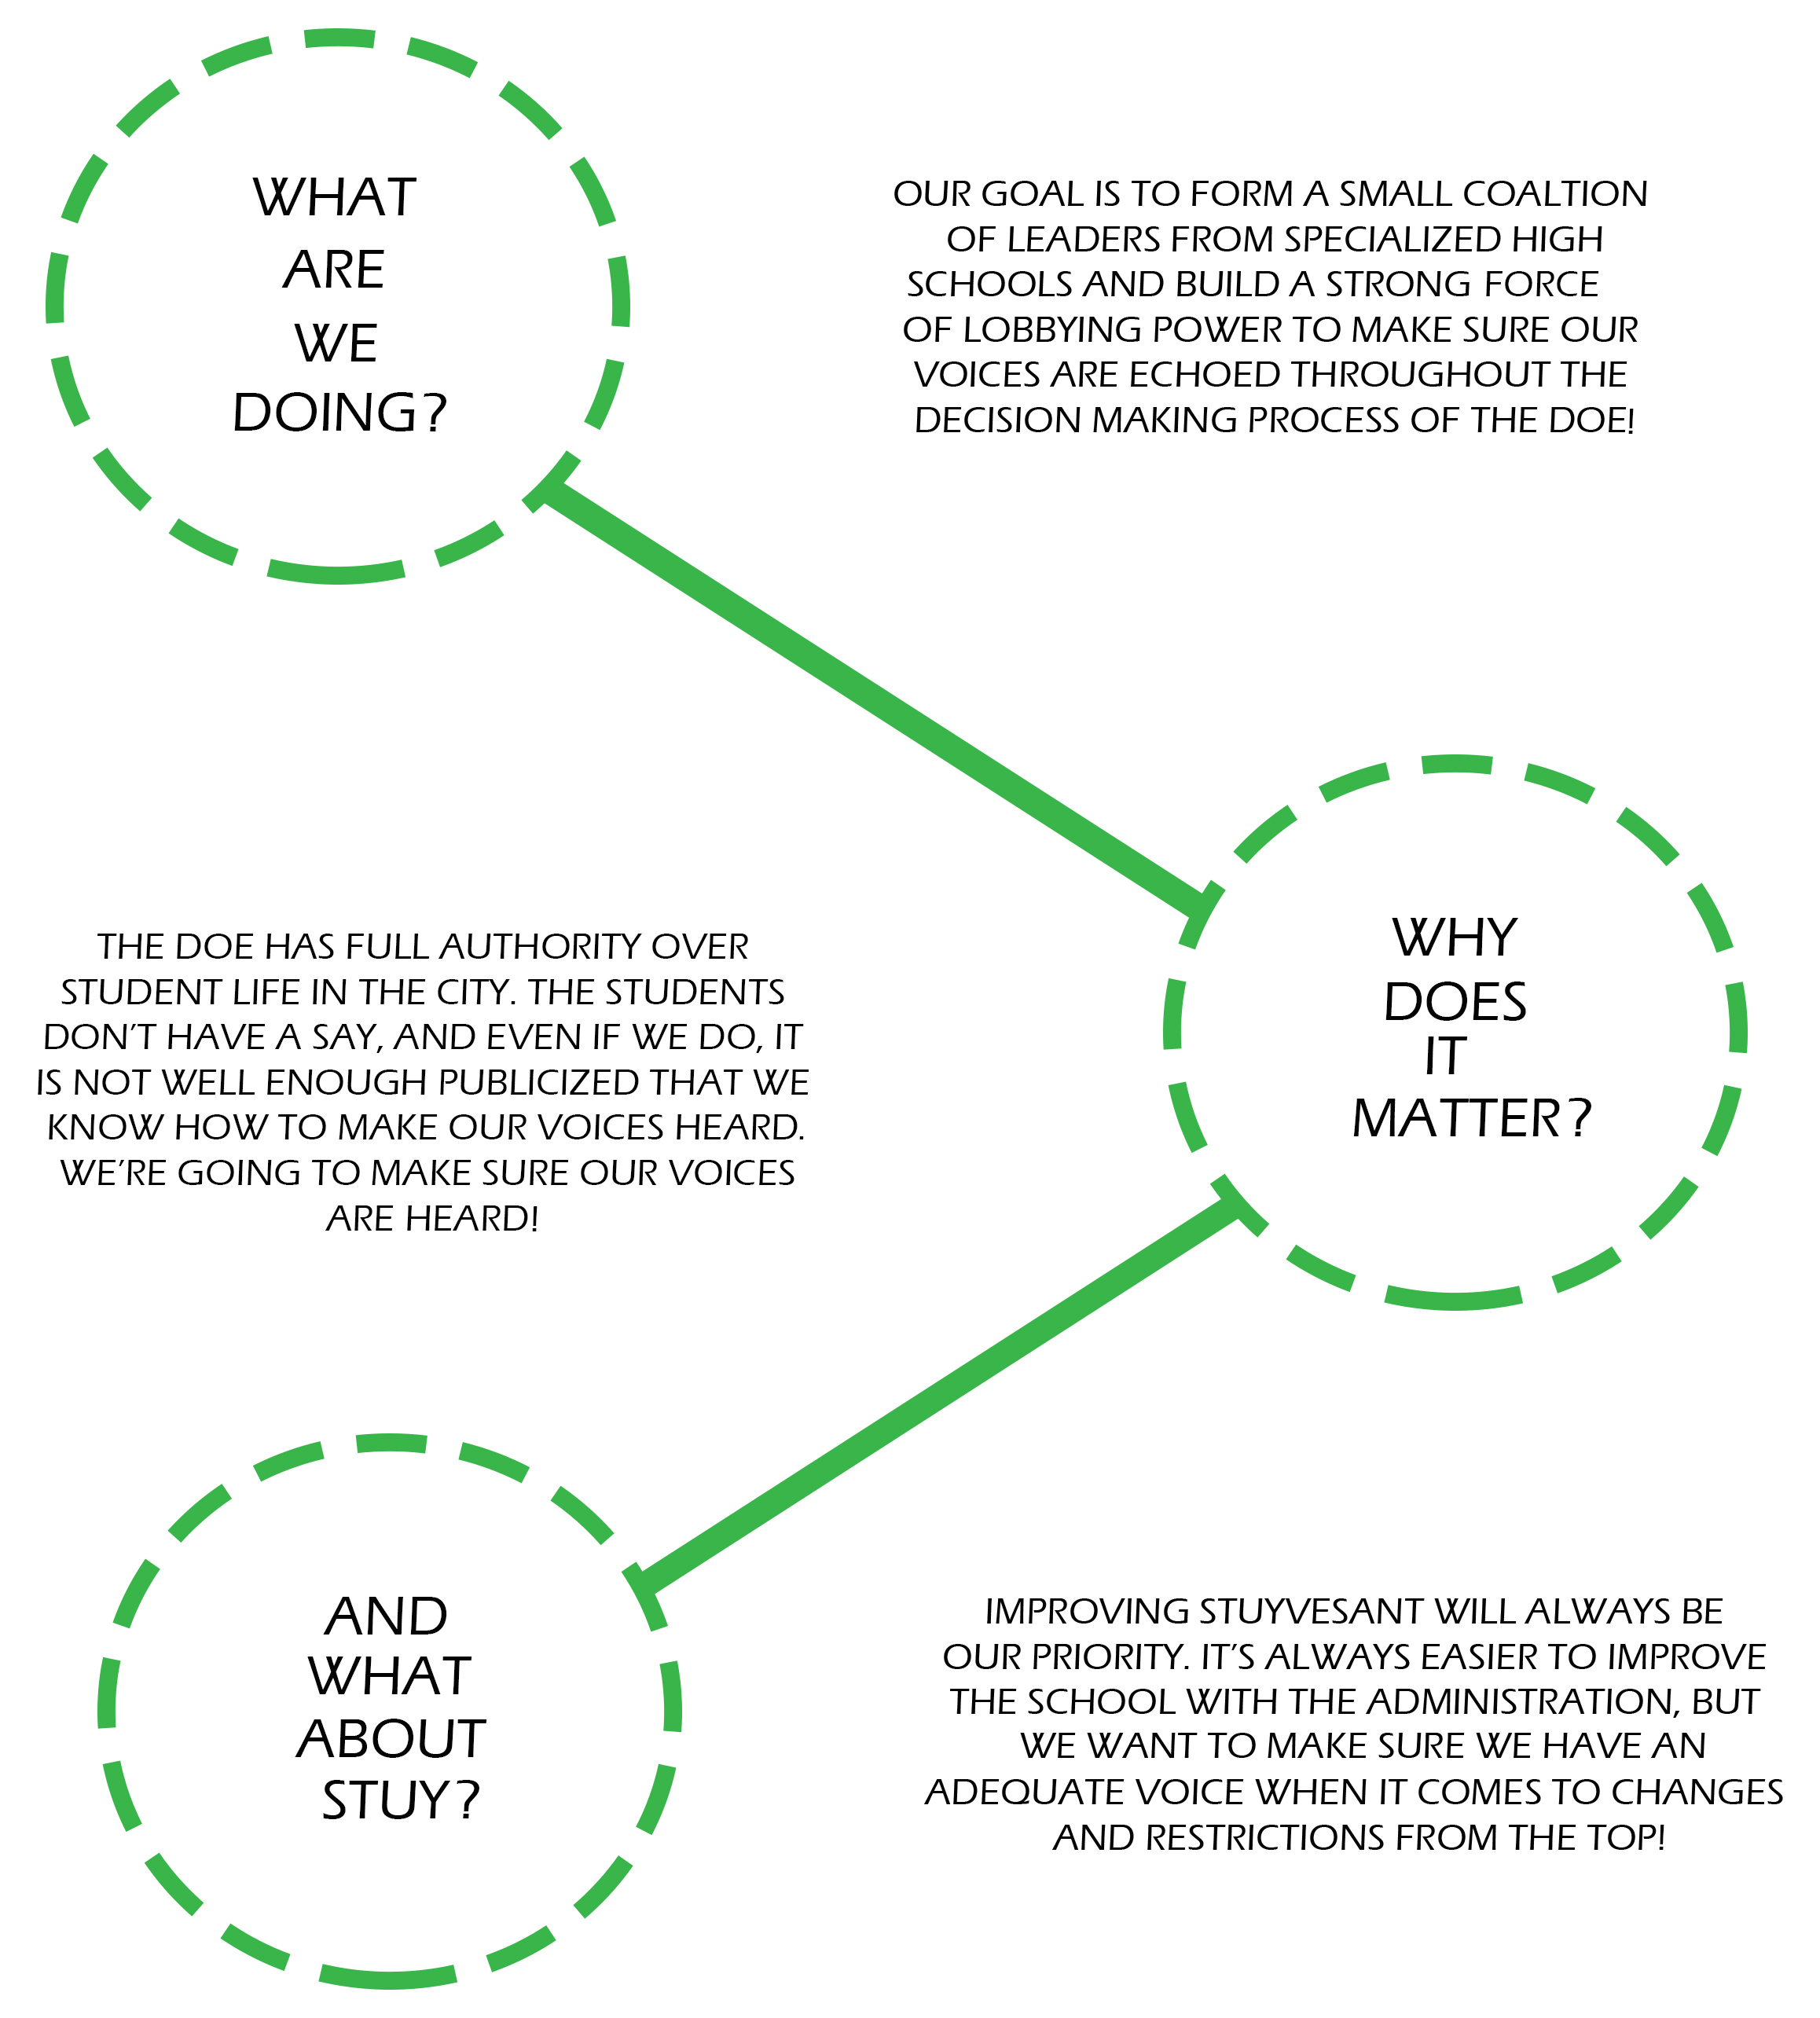 WHAT
ARE
WE
DOING?
OUR GOAL IS TO FORM A SMALL COALTION
OF LEADERS FROM SPECIALIZED HIGH
SCHOOLS AND BUILD A STRONG FORCE
OF LOBBYING POWER TO MAKE SURE OUR
VOICES ARE ECHOED THROUGHOUT THE
DECISION MAKING PROCESS OF THE DOE!
WHY
DOES
IT
MATTER?
THE DOE HAS FULL AUTHORITY OVER
STUDENT LIFE IN THE CITY. THE STUDENTS
DON’T HAVE A SAY, AND EVEN IF WE DO, IT
IS NOT WELL ENOUGH PUBLICIZED THAT WE
KNOW HOW TO MAKE OUR VOICES HEARD.
WE’RE GOING TO MAKE SURE OUR VOICES
ARE HEARD!
AND
WHAT
ABOUT
STUY?
IMPROVING STUYVESANT WILL ALWAYS BE
OUR PRIORITY. IT’S ALWAYS EASIER TO IMPROVE
THE SCHOOL WITH THE ADMINISTRATION, BUT
WE WANT TO MAKE SURE WE HAVE AN
ADEQUATE VOICE WHEN IT COMES TO CHANGES
AND RESTRICTIONS FROM THE TOP!